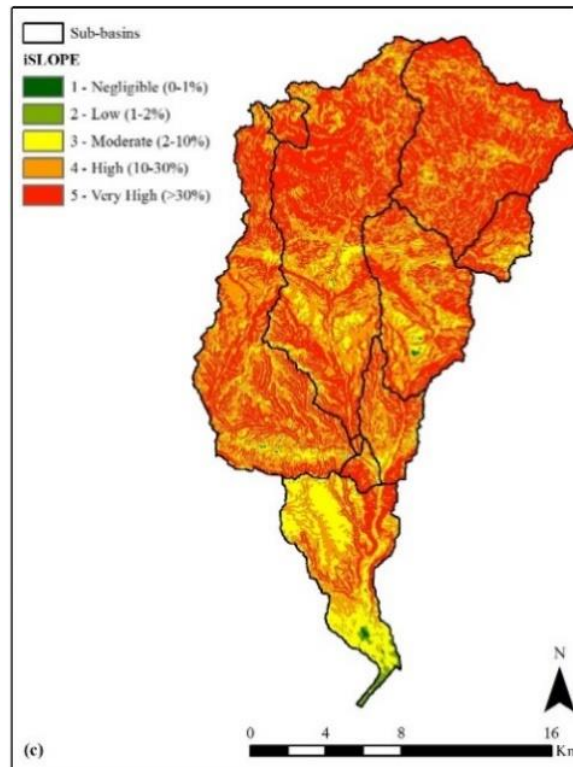 Sub-basins
iSLOPE
1 - Negligible (0-1%)
2 - Low (1-2%)
3 - Moderate (2-10%)
4 - High (10-30%)
5 - Very High (>30%)
N
(c)
0 4 8 16
Km